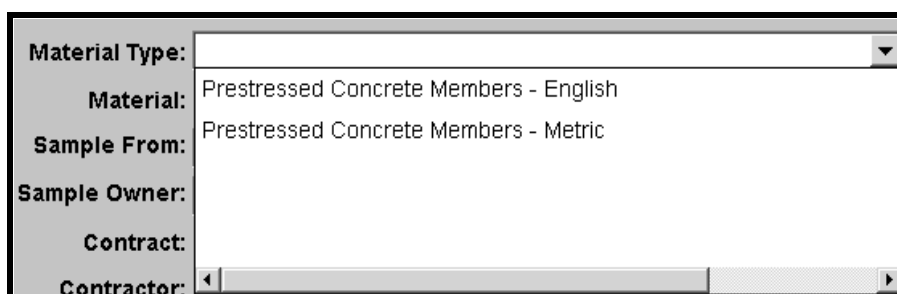 Material Type:
Prestressed Concrete Members - English
Material:
Prestressed Concrete Members - Metric
Sample From:
Sample Owner:
Contract:
Contractor: